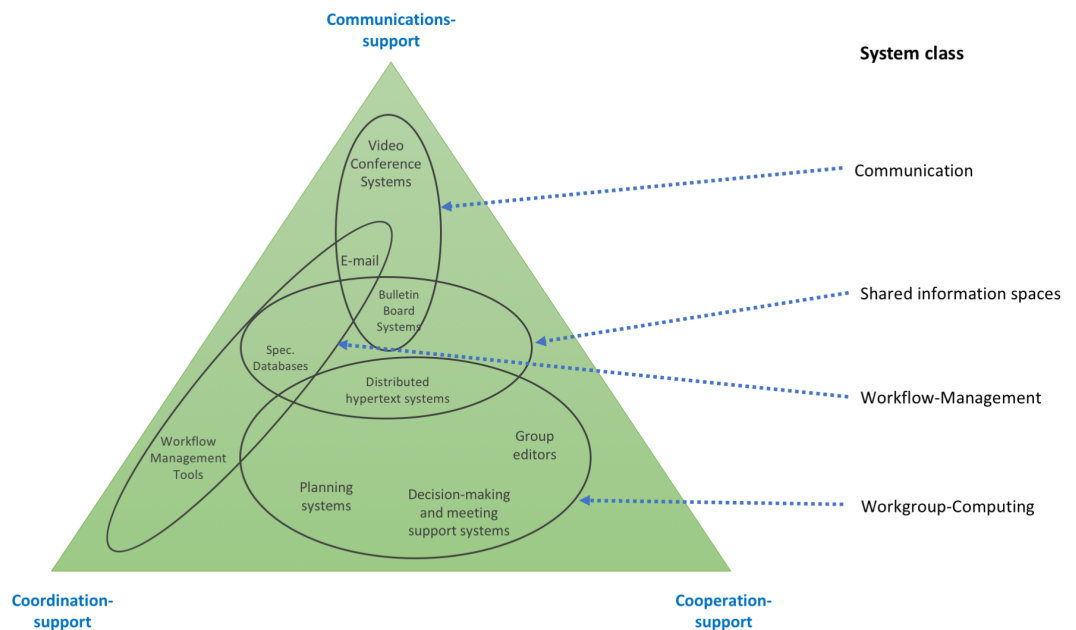 Communications-
support
System class
Video
Conference
Systems
Communication
E-mail
Bulletin
Board
Systems
Shared information spaces
Spec.
Databases
Distributed
hypertext systems
Workflow-Management
Workflow
Management
Tools
Group
editors
Planning
systems
Decision-making
and meeting
support systems
Workgroup-Computing
Coordination-
support
Cooperation-
support